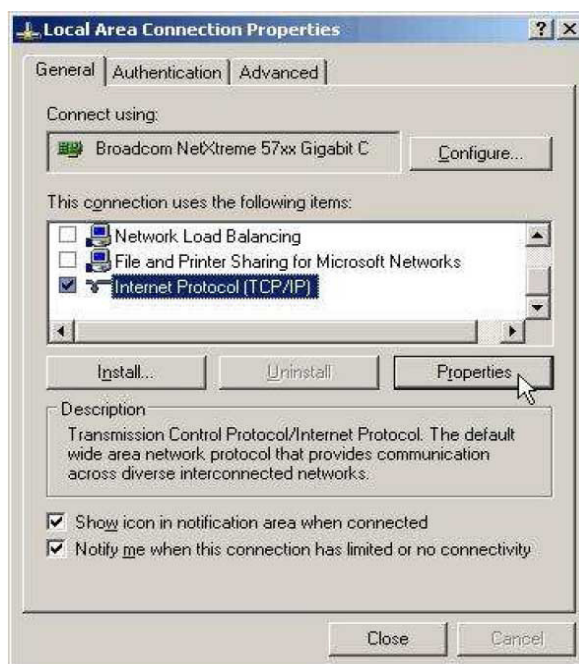 Local Area Connection Properties
General Authentication Advanced
Connect using:
Broadcom NetXtreme 57xx Gigabit C
Configure...
This connection uses the following items:
Network Load Balancing
File and Printer Sharing for Microsoft Networks
Internet Protocol (TCP/IP)
Install... Uninstall Properties
Description
Transmission Control Protocol/Internet Protocol. The default
wide area network protocol that provides communication
across diverse interconnected networks.
Show icon in notification area when connected
Notify me when this connection has limited or no connectivity
Close Cancel